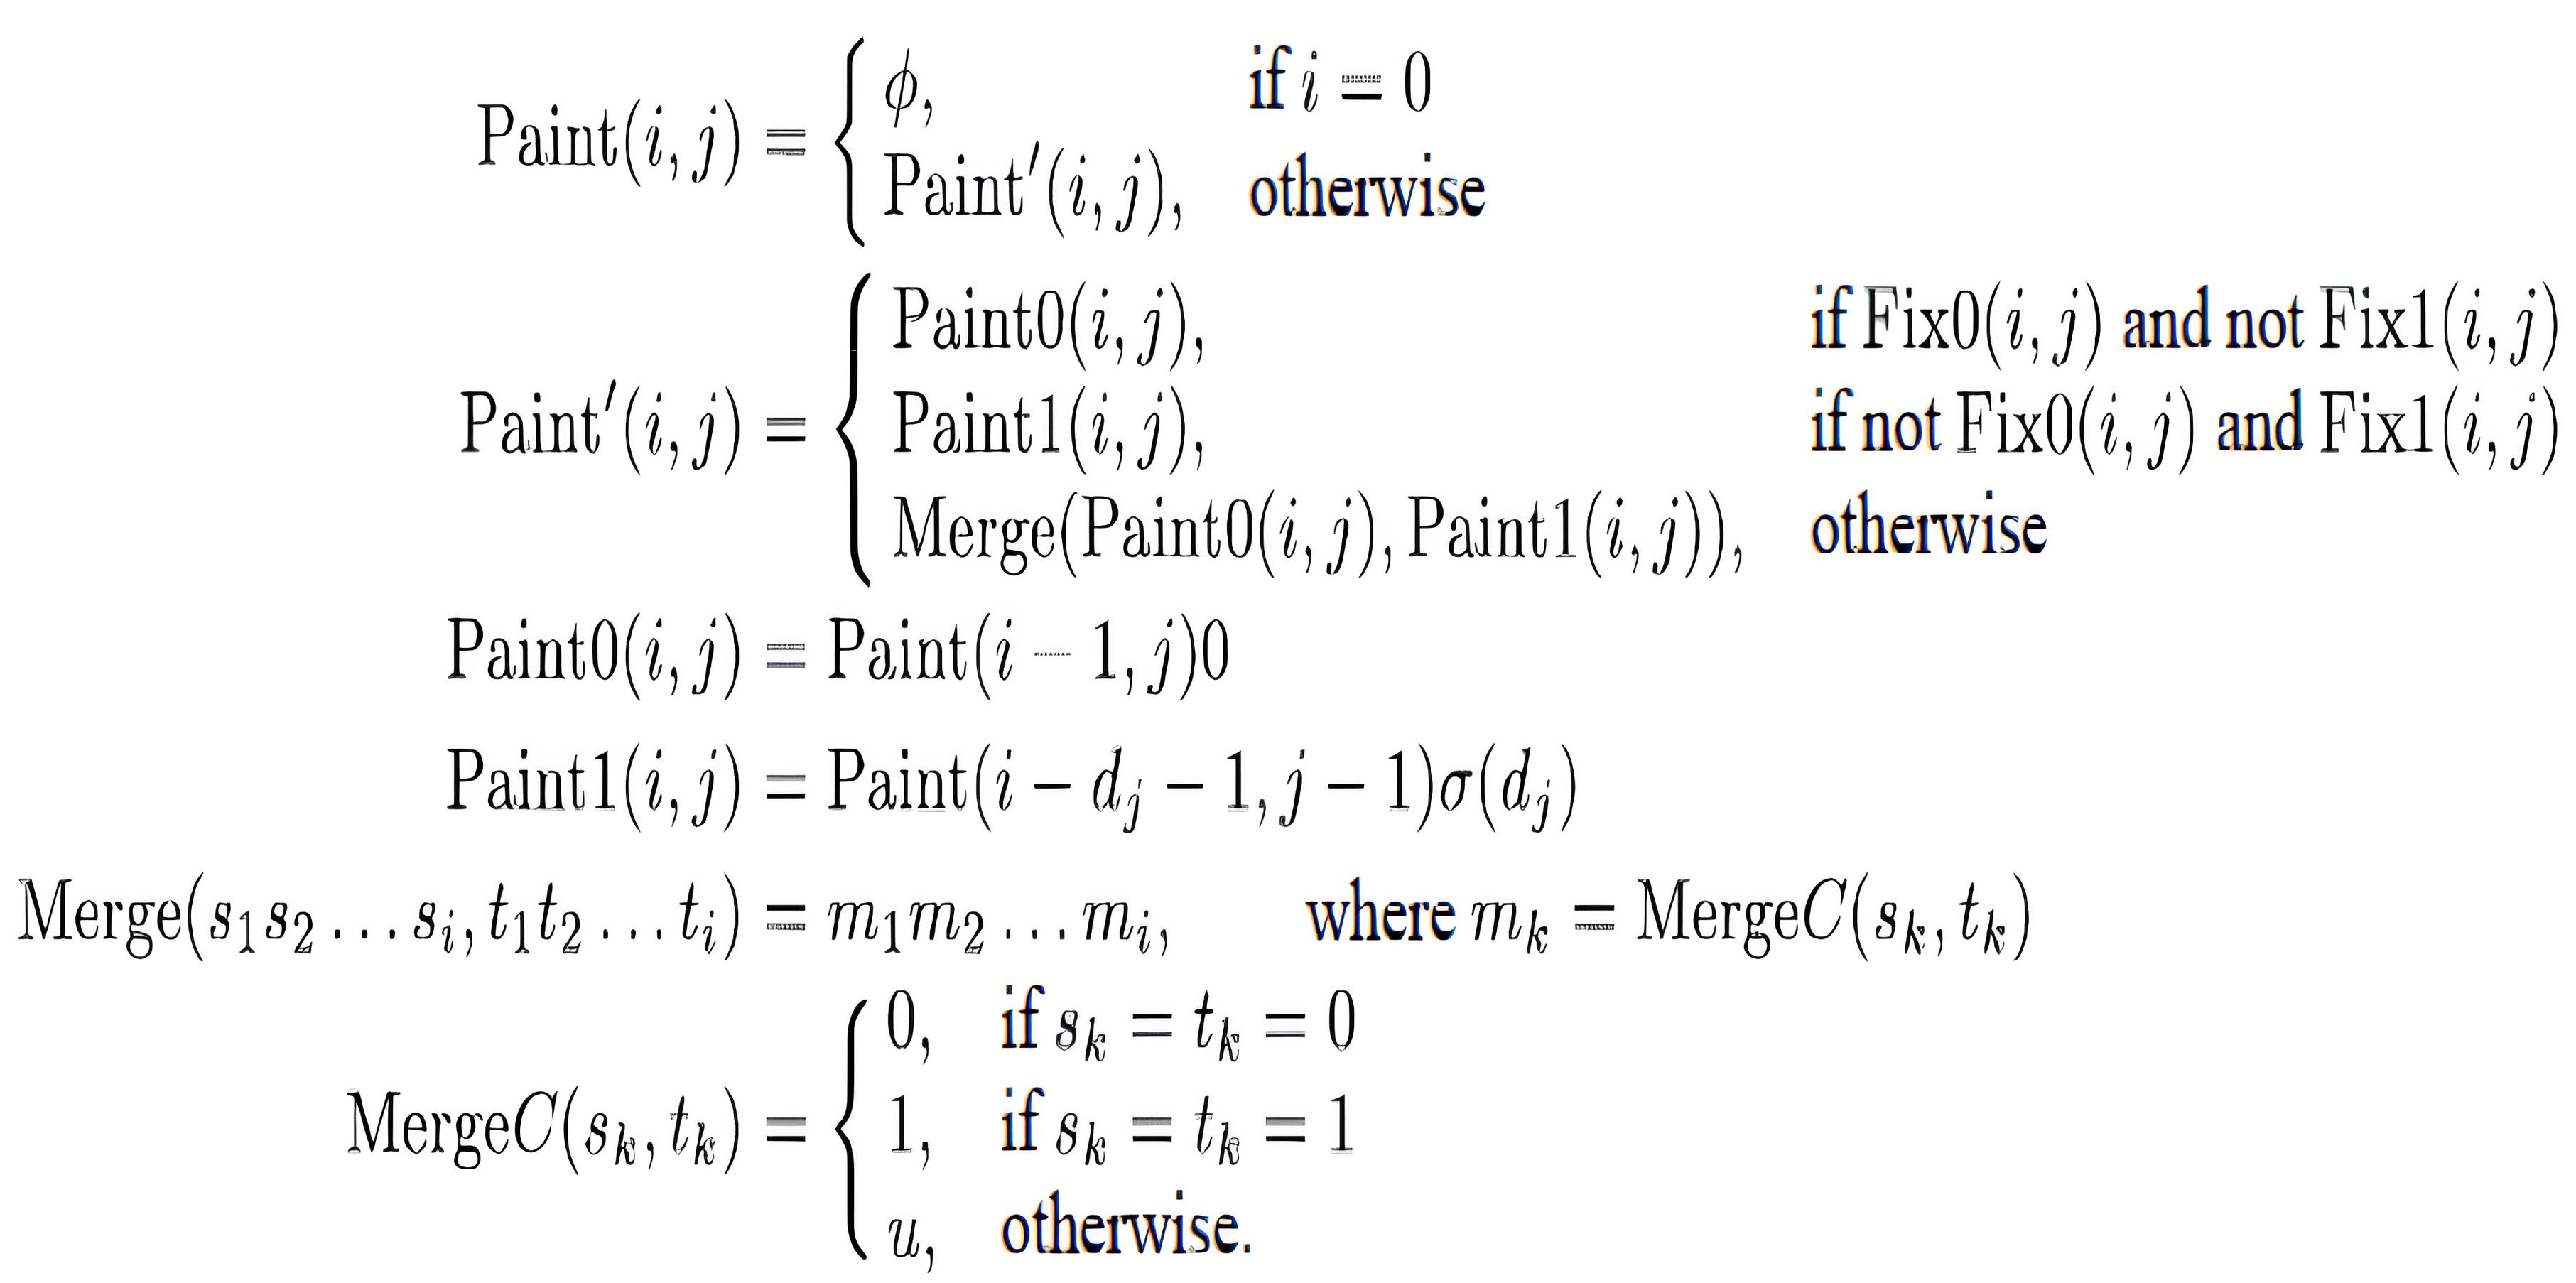 Paint(i, j) = { ϕ, if i = 0
Paint′(i, j), otherwise
Paint′(i, j) = { Paint0(i, j), if Fix0(i, j) and not Fix1(i, j)
Paint1(i, j), if not Fix0(i, j) and Fix1(i, j)
Merge(Paint0(i, j), Paint1(i, j)), otherwise
Paint0(i, j) = Paint(i − 1, j)0
Paint1(i, j) = Paint(i − d_j − 1, j − 1)σ(d_j)
Merge(s_1s_2 … s_i, t_1t_2 … t_i) = m_1m_2 … m_i, where m_k = MergeC(s_k, t_k)
MergeC(s_k, t_k) = { 0, if s_k = t_k = 0
1, if s_k = t_k = 1
u, otherwise.